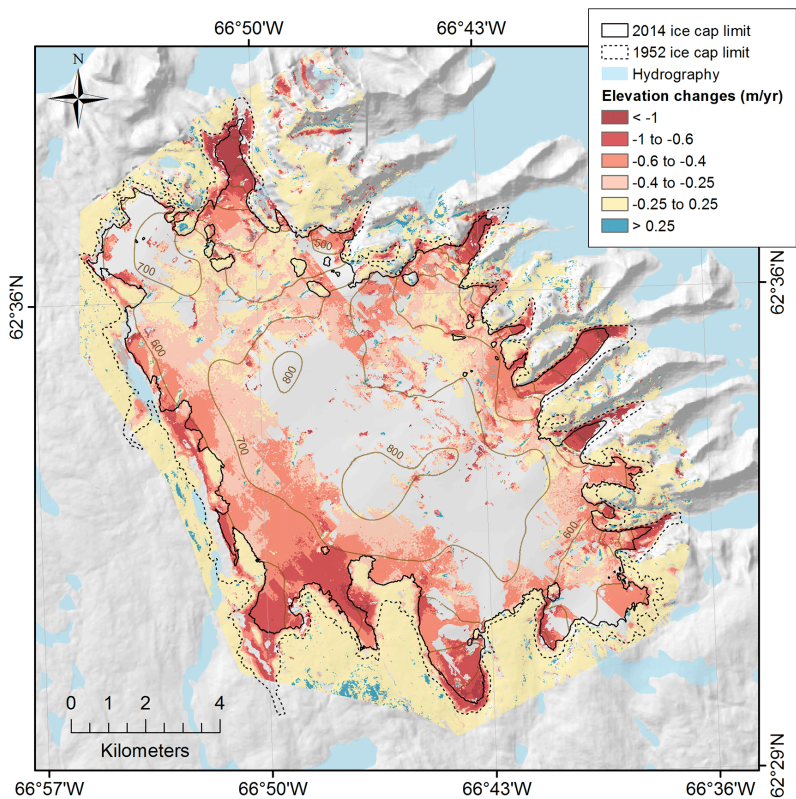 66°50'W
66°43'W
2014 ice cap limit
1952 ice cap limit
Hydrography
Elevation changes (m/yr)
< -1
-1 to -0.6
-0.6 to -0.4
-0.4 to -0.25
-0.25 to 0.25
> 0.25
N
500
700
62°36'N
62°36'N
600
800
700
800
600
0 1 2 4
Kilometers
62°29'N
66°57'W
66°50'W
66°43'W
66°36'W